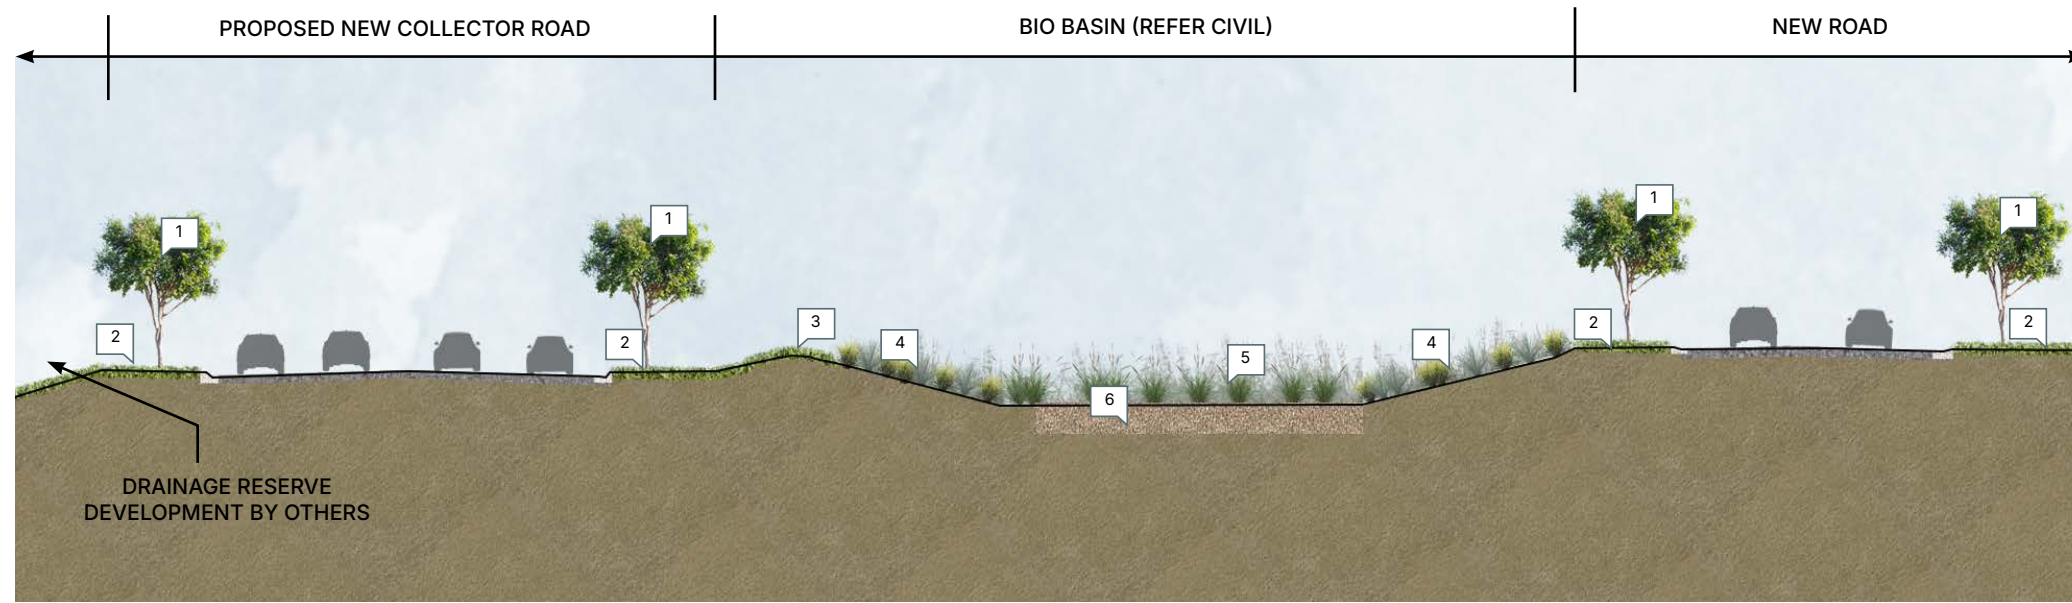 PROPOSED NEW COLLECTOR ROAD
BIO BASIN (REFER CIVIL)
NEW ROAD
1
1
1
1
2
2
3
4
5
4
6
2
2
DRAINAGE RESERVE
DEVELOPMENT BY OTHERS